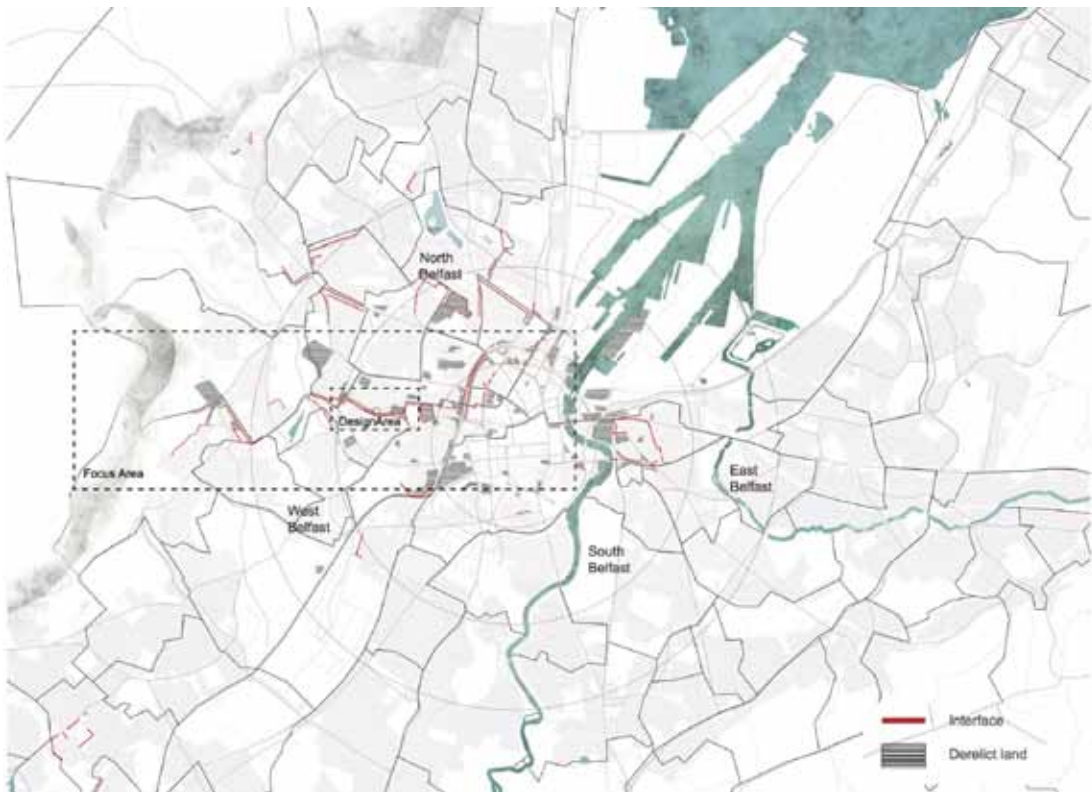 North
Belfast
Design Area
Focus Area
West
Belfast
East
Belfast
South
Belfast
Interface
Derelict land